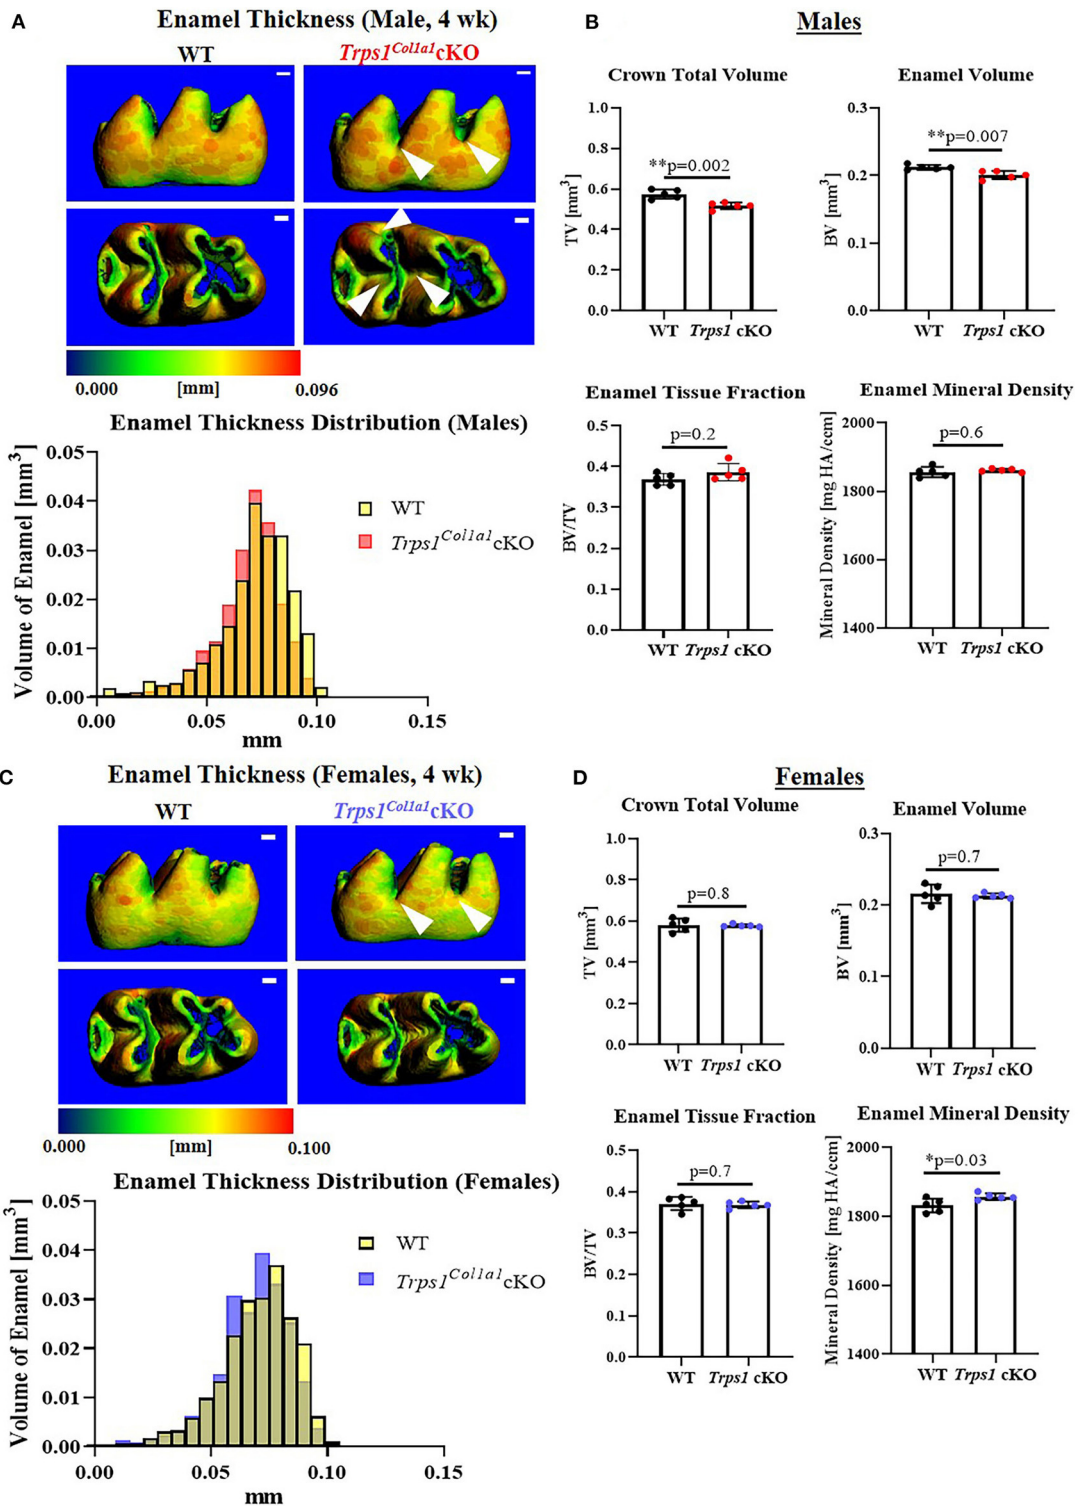 A
Enamel Thickness (Male, 4 wk)
WT
Trps1Col1a1cKO
0.000
[mm]
0.096
Enamel Thickness Distribution (Males)
Volume of Enamel [mm3]
0.05
0.04
0.03
0.02
0.01
0.00
WT
Trps1Col1a1cKO
0.00
0.05
0.10
0.15
mm
B
Males
Crown Total Volume
TV [mm3]
1.0
0.8
0.6
0.4
0.2
0.0
**p=0.002
WT
Trps1 cKO
Enamel Volume
BV [mm3]
0.3
0.2
0.1
0.0
**p=0.007
WT
Trps1 cKO
Enamel Tissue Fraction
BV/TV
0.5
0.4
0.3
0.2
0.1
0.0
p=0.2
WT
Trps1 cKO
Enamel Mineral Density
Mineral Density [mg HA/ccm]
2000
1800
1600
1400
p=0.6
WT
Trps1 cKO
C
Enamel Thickness (Females, 4 wk)
WT
Trps1Col1a1cKO
0.000
[mm]
0.100
Enamel Thickness Distribution (Females)
Volume of Enamel [mm3]
0.05
0.04
0.03
0.02
0.01
0.00
WT
Trps1Col1a1cKO
0.00
0.05
0.10
0.15
mm
D
Females
Crown Total Volume
TV [mm3]
1.0
0.8
0.6
0.4
0.2
0.0
p=0.8
WT
Trps1 cKO
Enamel Volume
BV [mm3]
0.3
0.2
0.1
0.0
p=0.7
WT
Trps1 cKO
Enamel Tissue Fraction
BV/TV
0.5
0.4
0.3
0.2
0.1
0.0
p=0.7
WT
Trps1 cKO
Enamel Mineral Density
Mineral Density [mg HA/ccm]
2000
1800
1600
1400
*p=0.03
WT
Trps1 cKO